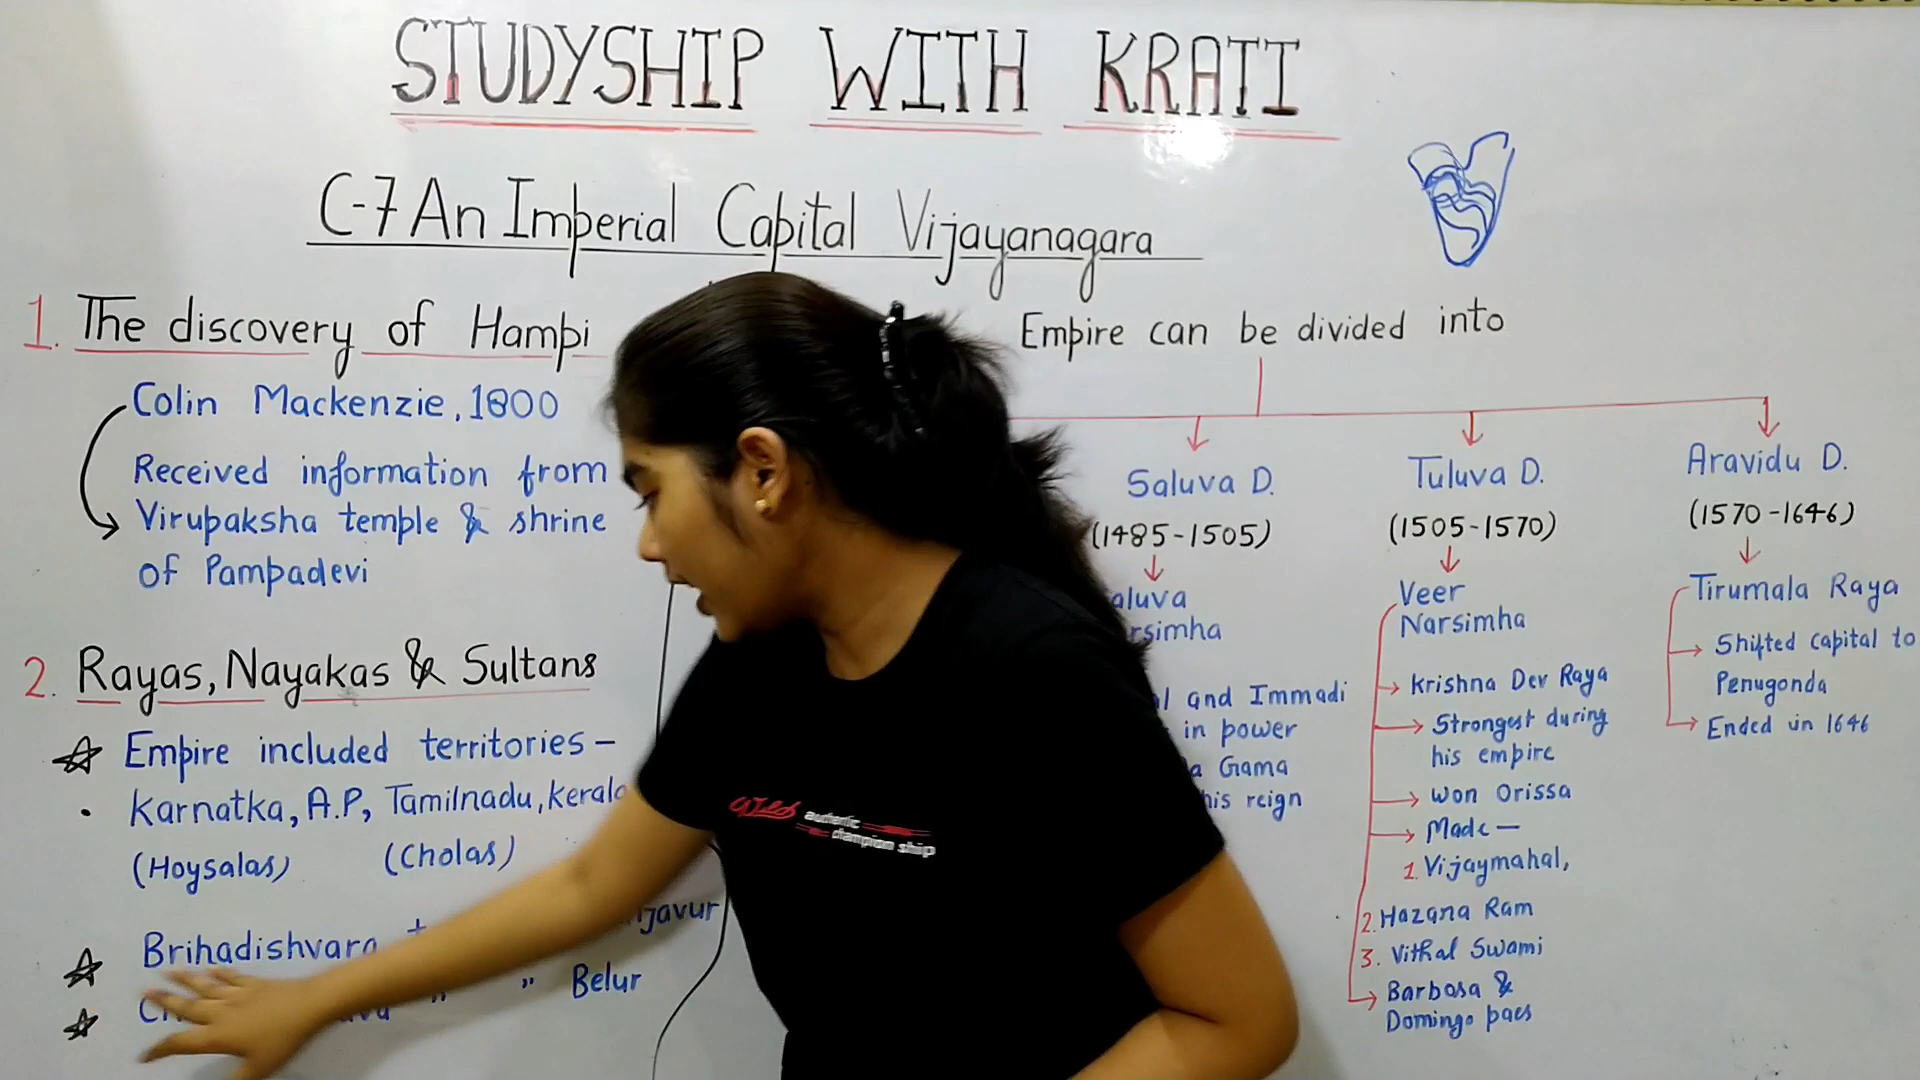 STUDYSHIP WITH KRATI
C-7 An Imperial Capital Vijayanagara
1. The discovery of Hampi
Colin Mackenzie, 1800
Received information from
Virupaksha temple & shrine
of Pampadevi
2. Rayas, Nayakas & Sultans
Empire included territories -
• Karnatka, A.P, Tamilnadu, Kerala
(Hoysalas) (Cholas)
Brihadishvara
" " Belur
Empire can be divided into
Saluva D.
(1485-1505)
and Immadi
in power
Gama
his reign
Tuluva D.
(1505-1570)
Veer
Narsimha
Krishna Dev Raya
Strongest during
his empire
Won Orissa
Made -
1. Vijaymahal,
2. Hazana Ram
3. Vithal Swami
Barbosa &
Domingo paes
Aravidu D.
(1570-1646)
Tirumala Raya
Shifted capital to
Penugonda
Ended in 1646
authentic
champion ship